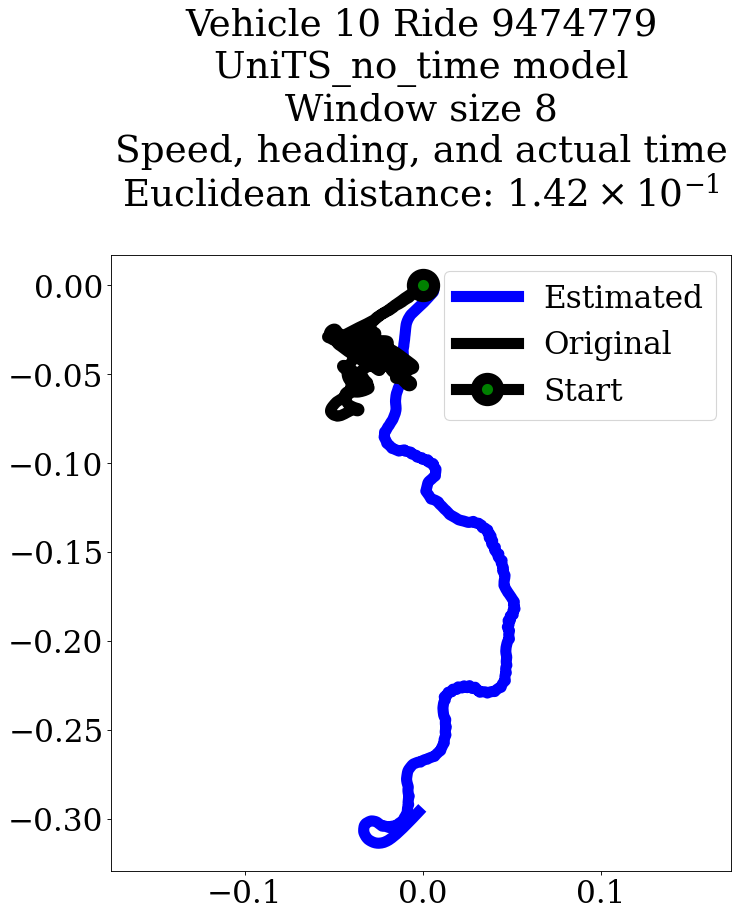 Vehicle 10 Ride 9474779
UniTS_no_time model
Window size 8
Speed, heading, and actual time
Euclidean distance: 1.42 × 10⁻¹
Estimated
Original
Start
0.00
−0.05
−0.10
−0.15
−0.20
−0.25
−0.30
−0.1 0.0 0.1